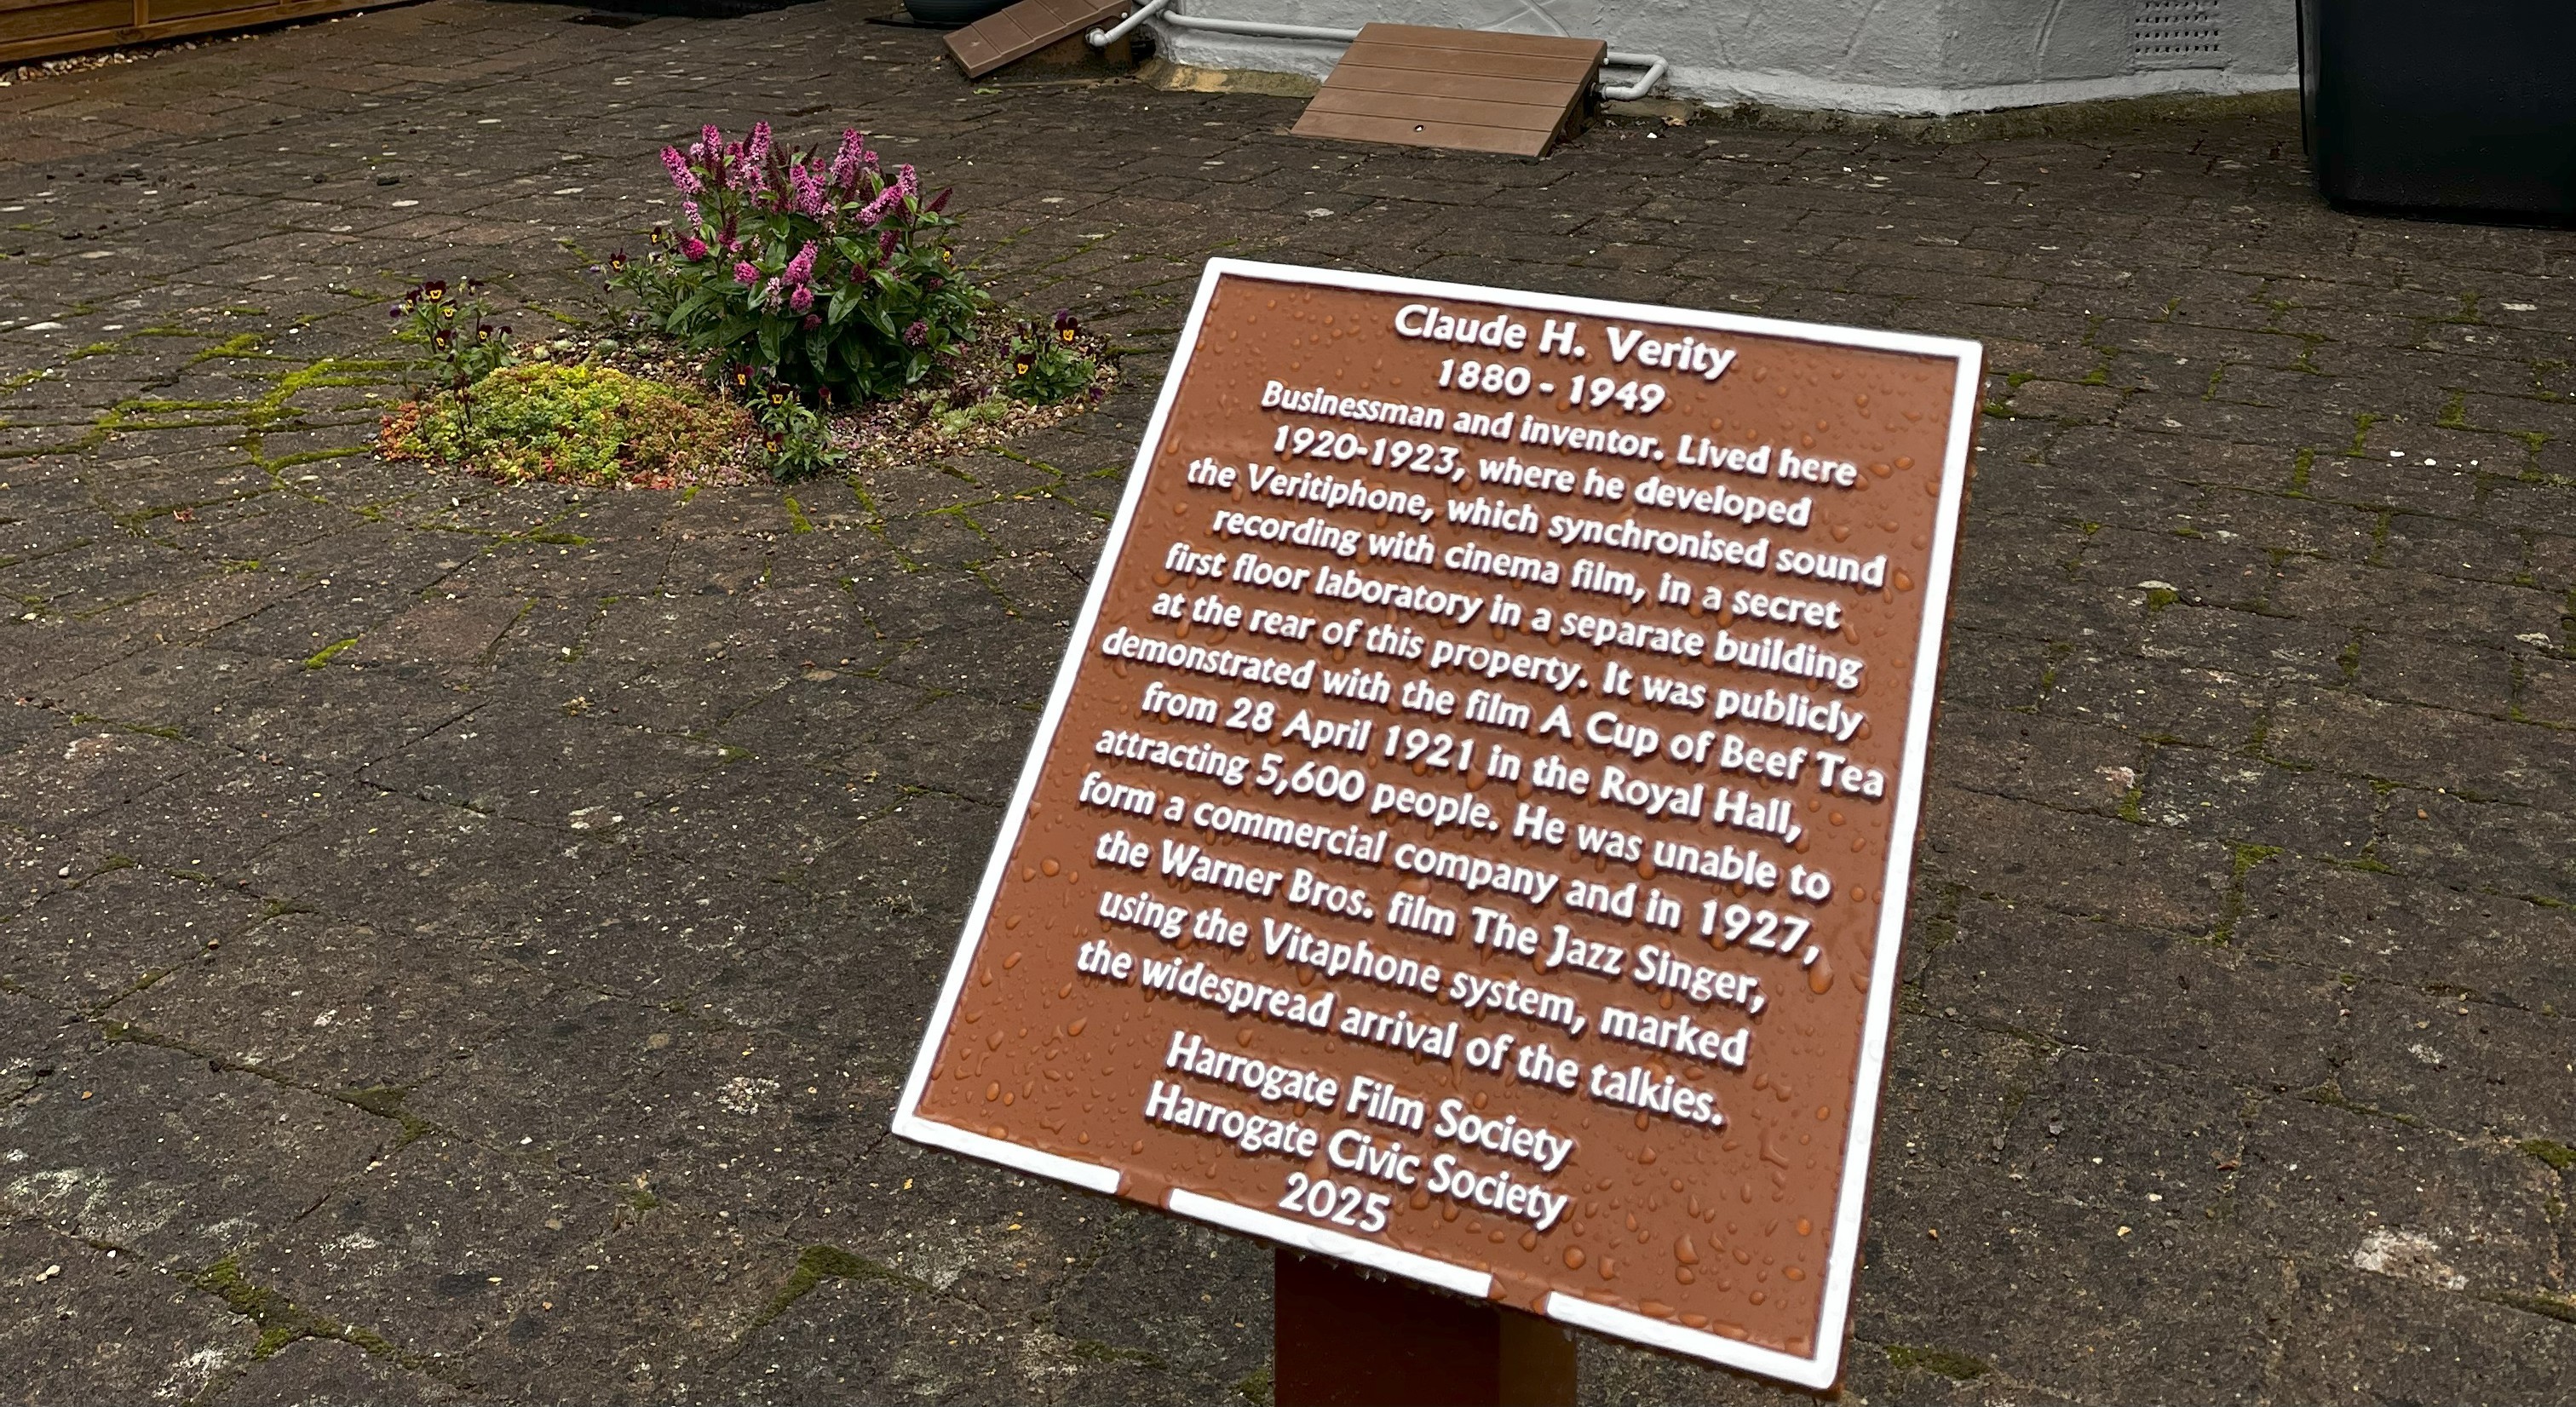 Claude H. Verity
1880 - 1949
Businessman and inventor. Lived here
1920-1923, where he developed
the Veritiphone, which synchronised sound
recording with cinema film, in a secret
first floor laboratory in a separate building
at the rear of this property. It was publicly
demonstrated with the film A Cup of Beef Tea
from 28 April 1921 in the Royal Hall,
attracting 5,600 people. He was unable to
form a commercial company and in 1927,
the Warner Bros. film The Jazz Singer,
using the Vitaphone system, marked
the widespread arrival of the talkies.
Harrogate Film Society
Harrogate Civic Society
2025